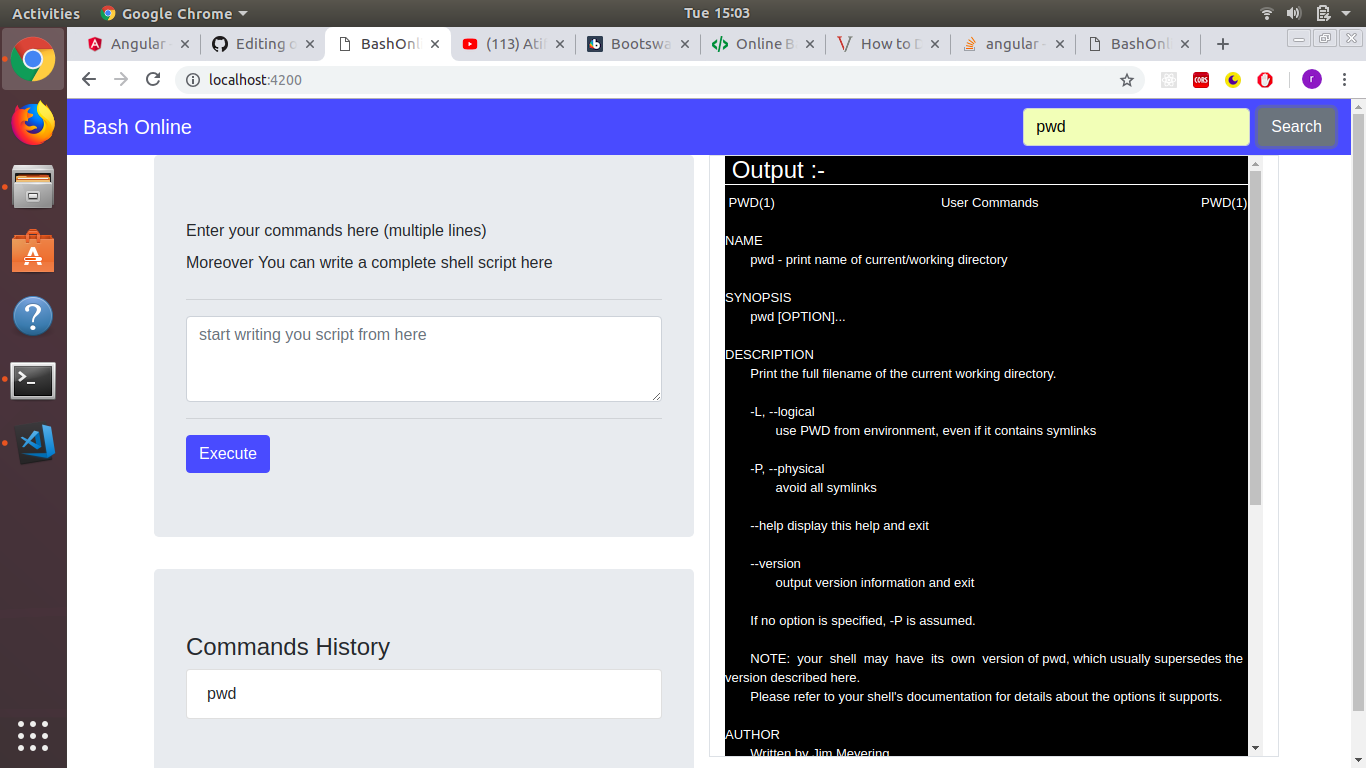 Activities Google Chrome Tue 15:03
Angular Editing o BashOnl (113) Ati Bootswa Online B How to D angular - BashOnl
localhost:4200 CORS r
Bash Online pwd Search
Enter your commands here (multiple lines)
Moreover You can write a complete shell script here
start writing you script from here
Execute
Commands History
pwd
Output :-
PWD(1) User Commands PWD(1)
NAME
pwd - print name of current/working directory
SYNOPSIS
pwd [OPTION]...
DESCRIPTION
Print the full filename of the current working directory.
-L, --logical
use PWD from environment, even if it contains symlinks
-P, --physical
avoid all symlinks
--help display this help and exit
--version
output version information and exit
If no option is specified, -P is assumed.
NOTE: your shell may have its own version of pwd, which usually supersedes the
version described here.
Please refer to your shell's documentation for details about the options it supports.
AUTHOR
Written by Jim Meyering